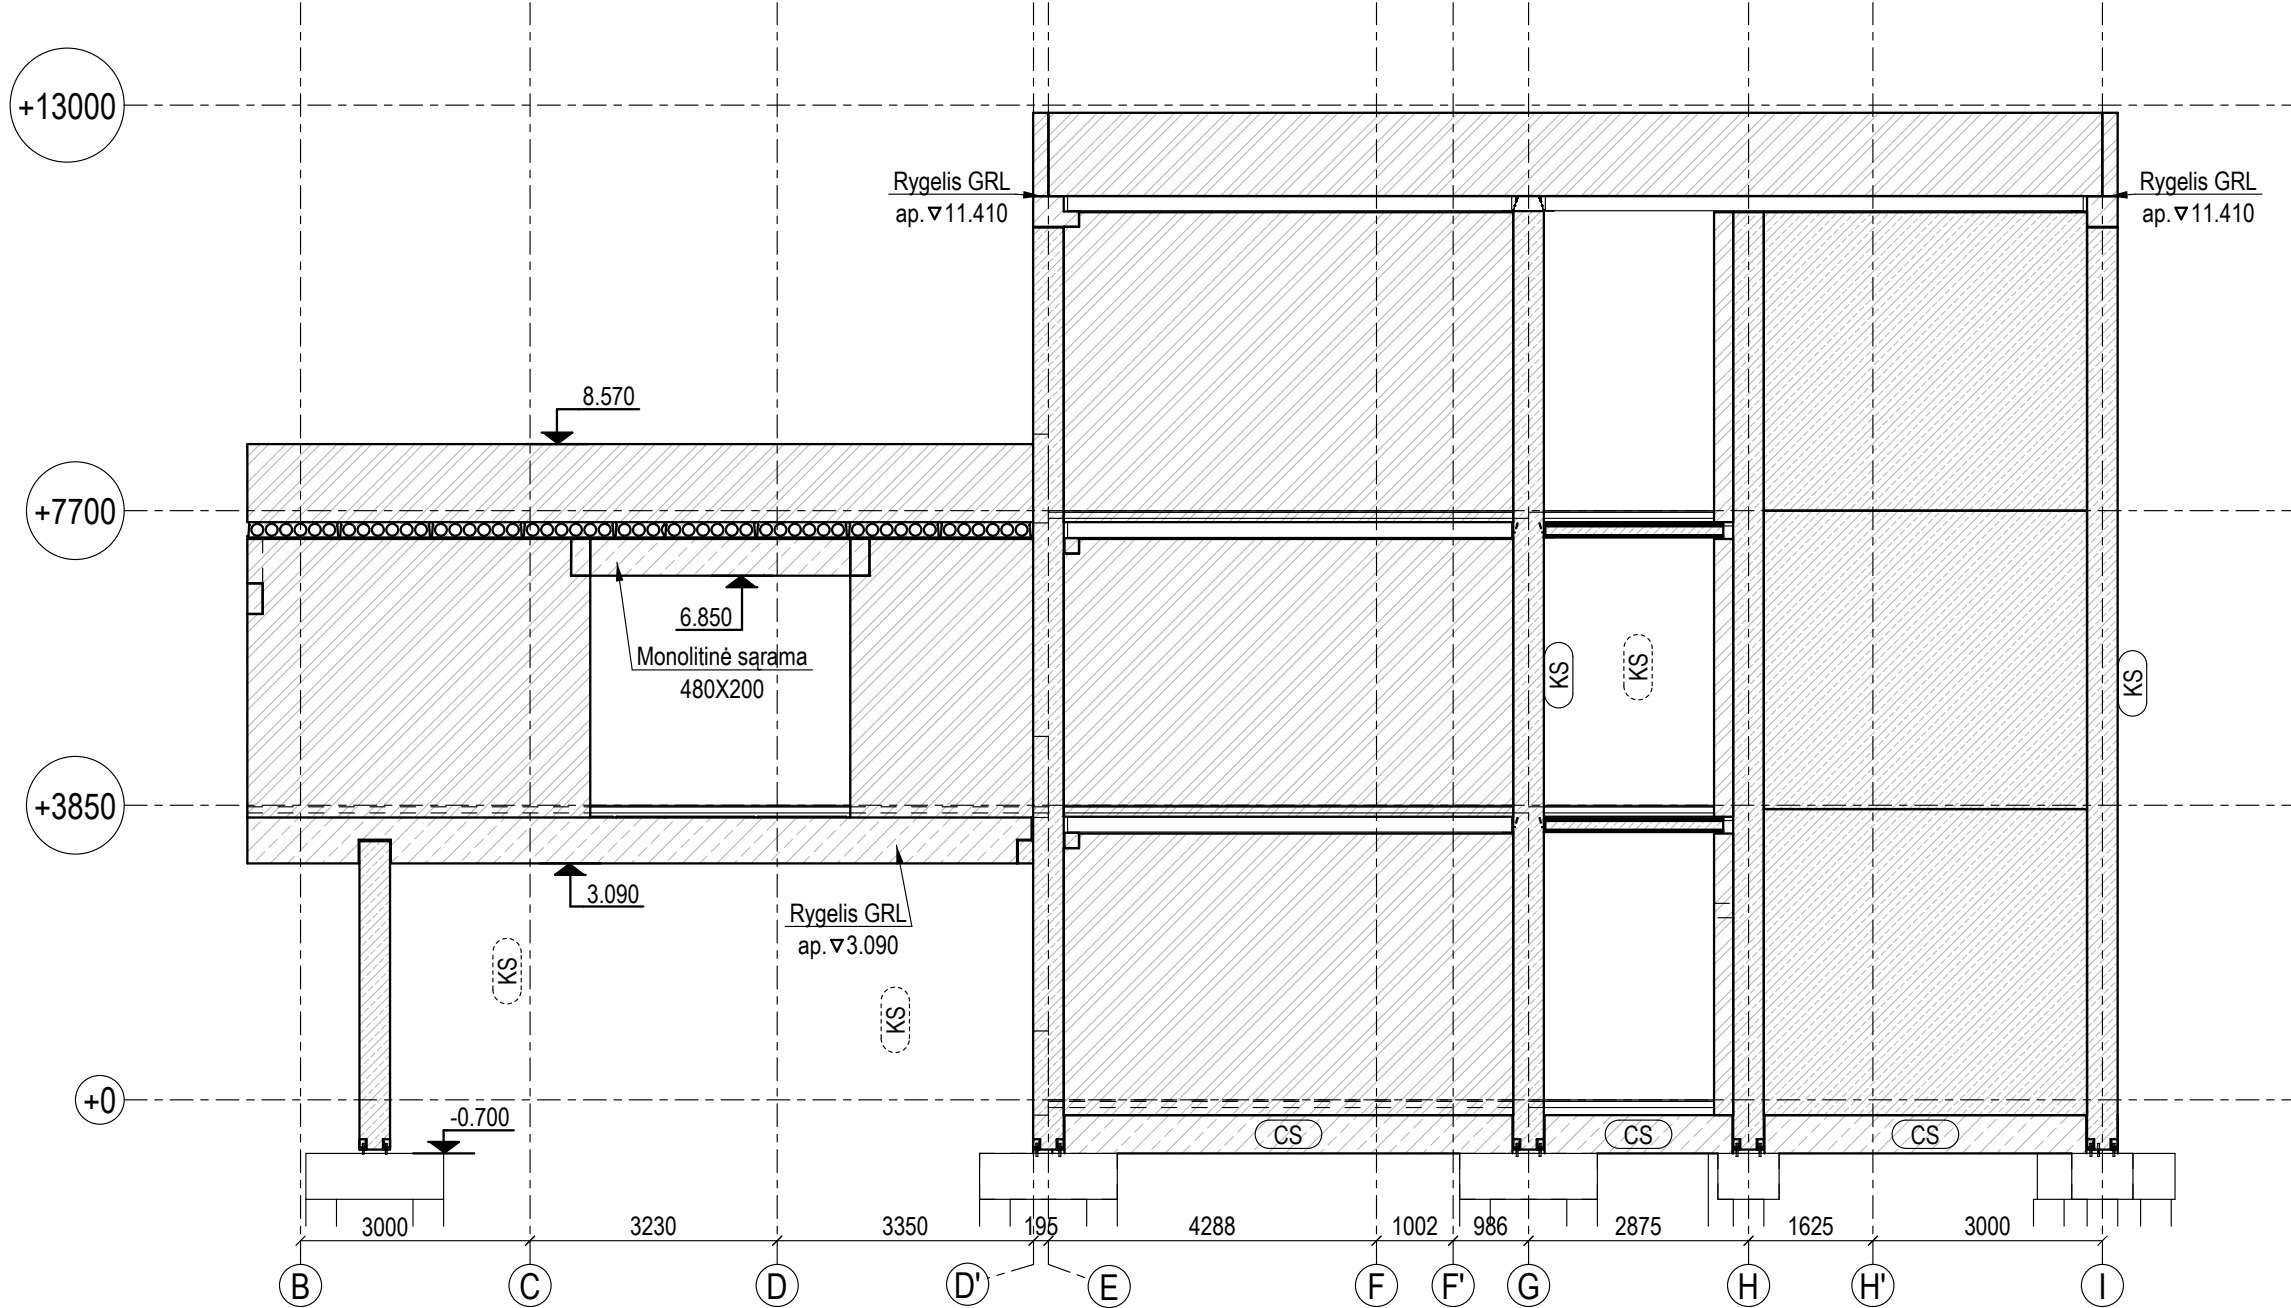 +13000
Rygelis GRL
ap. ▽ 11.410
Rygelis GRL
ap. ▽ 11.410
8.570
+7700
6.850
Monolitinė sąrama
480X200
KS
KS
KS
+3850
3.090
Rygelis GRL
ap. ▽ 3.090
KS
KS
+0
-0.700
CS
CS
CS
3000
3230
3350
195
4288
1002
986
2875
1625
3000
B
C
D
D'
E
F
F'
G
H
H'
I